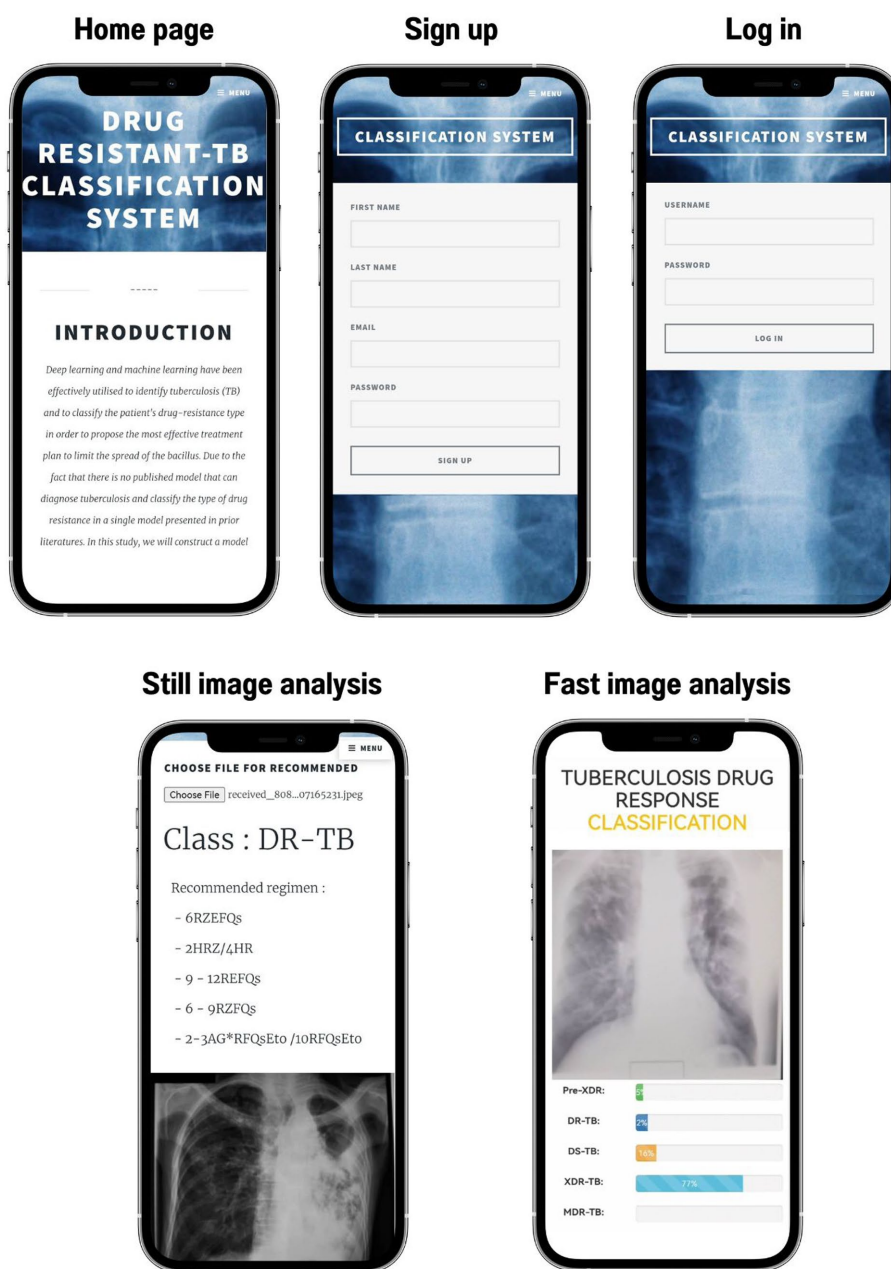 Home page
Sign up
Log in
≡ MENU
DRUG
RESISTANT-TB
CLASSIFICATION
SYSTEM
INTRODUCTION
Deep learning and machine learning have been
effectively utilised to identify tuberculosis (TB)
and to classify the patient's drug-resistance type
in order to propose the most effective treatment
plan to limit the spread of the bacillus. Due to the
fact that there is no published model that can
diagnose tuberculosis and classify the type of drug
resistance in a single model presented in prior
literatures. In this study, we will construct a model
≡ MENU
CLASSIFICATION SYSTEM
FIRST NAME
LAST NAME
EMAIL
PASSWORD
SIGN UP
≡ MENU
CLASSIFICATION SYSTEM
USERNAME
PASSWORD
LOG IN
Still image analysis
Fast image analysis
≡ MENU
CHOOSE FILE FOR RECOMMENDED
Choose File received_808...07165231.jpeg
Class : DR-TB
Recommended regimen :
- 6RZEFQs
- 2HRZ/4HR
- 9 - 12REFQs
- 6 - 9RZFQs
- 2-3AG*RFQsEto /10RFQsEto
TUBERCULOSIS DRUG
RESPONSE
CLASSIFICATION
Pre-XDR:
DR-TB: 2%
DS-TB: 16%
XDR-TB: 77%
MDR-TB: